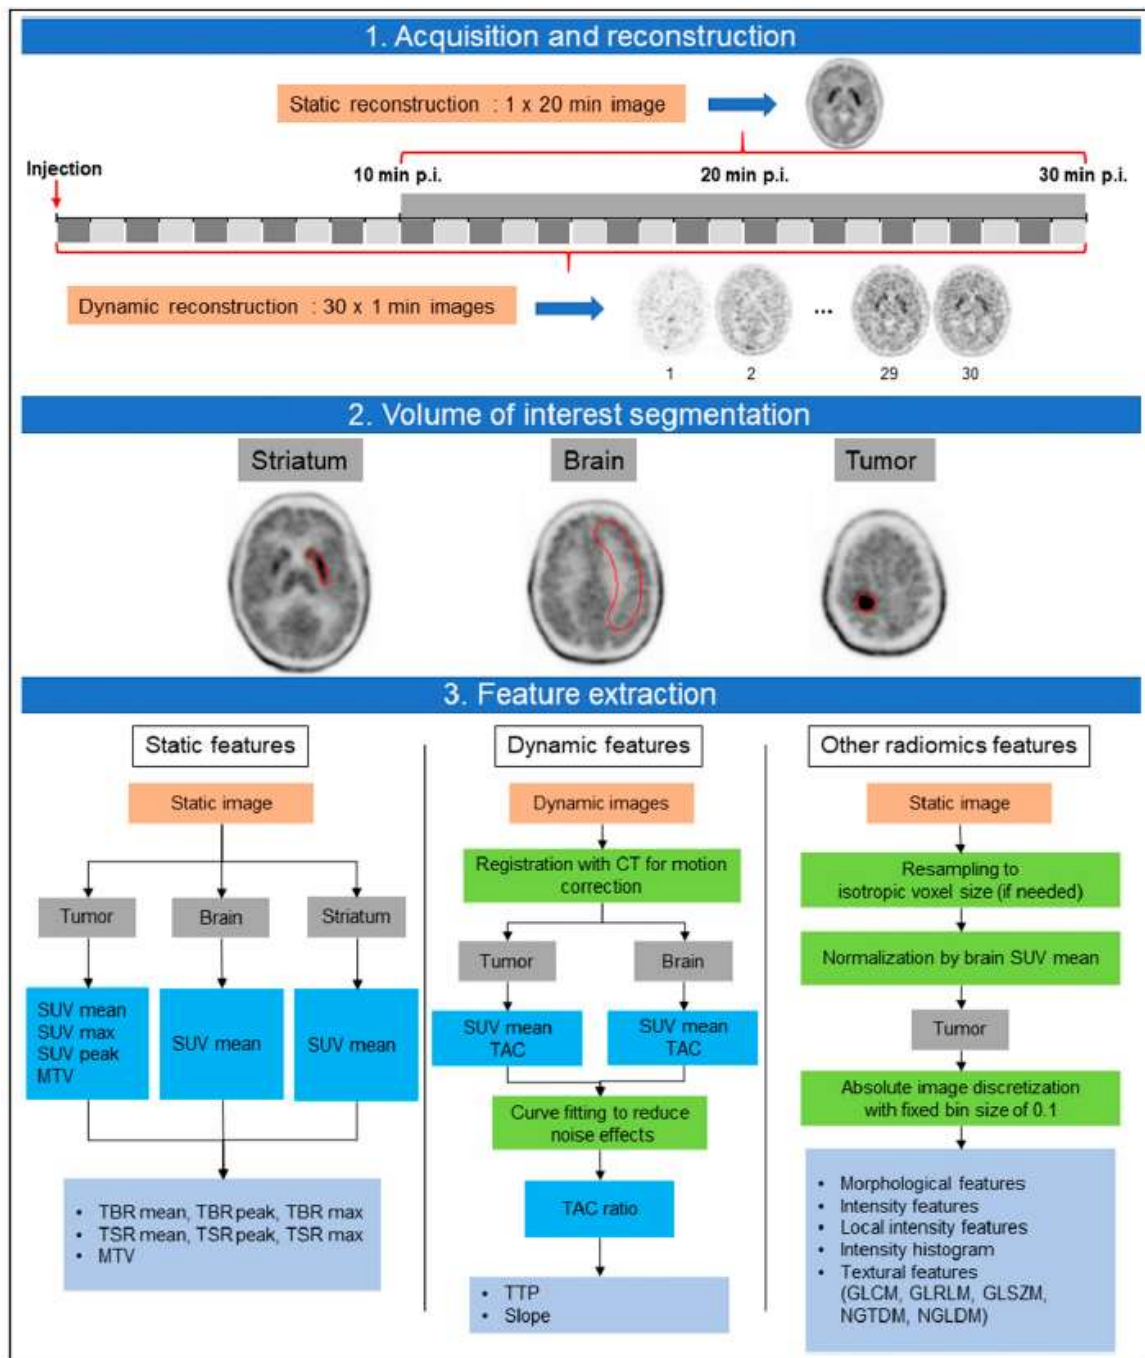 1. Acquisition and reconstruction
Static reconstruction : 1 x 20 min image
Injection
10 min p.i.
20 min p.i.
30 min p.i.
Dynamic reconstruction : 30 x 1 min images
...
1
2
29
30
2. Volume of interest segmentation
Striatum
Brain
Tumor
3. Feature extraction
Static features
Static image
Tumor
Brain
Striatum
SUV mean
SUV max
SUV peak
MTV
SUV mean
SUV mean
• TBR mean, TBR peak, TBR max
• TSR mean, TSR peak, TSR max
• MTV
Dynamic features
Dynamic images
Registration with CT for motion
correction
Tumor
Brain
SUV mean
TAC
SUV mean
TAC
Curve fitting to reduce
noise effects
TAC ratio
• TTP
• Slope
Other radiomics features
Static image
Resampling to
isotropic voxel size (if needed)
Normalization by brain SUV mean
Tumor
Absolute image discretization
with fixed bin size of 0.1
• Morphological features
• Intensity features
• Local intensity features
• Intensity histogram
• Textural features
(GLCM, GLRLM, GLSZM,
NGTDM, NGLDM)